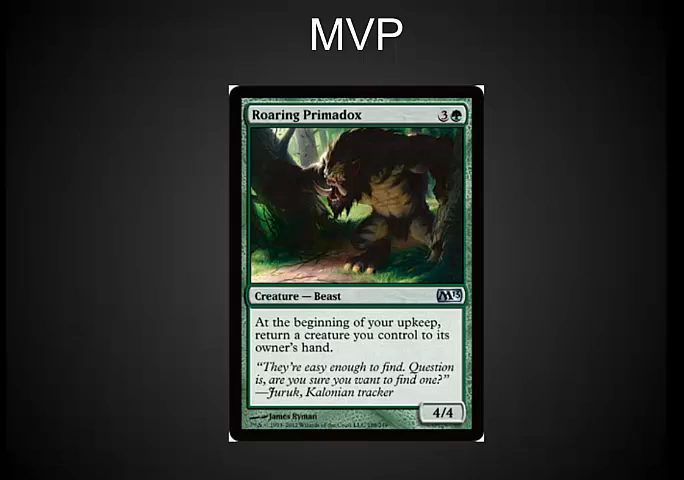 MVP
Roaring Primadox 3
Creature — Beast M13
At the beginning of your upkeep,
return a creature you control to its
owner's hand.
"They're easy enough to find. Question
is, are you sure you want to find one?"
—Juruk, Kalonian tracker
4/4
James Ryman